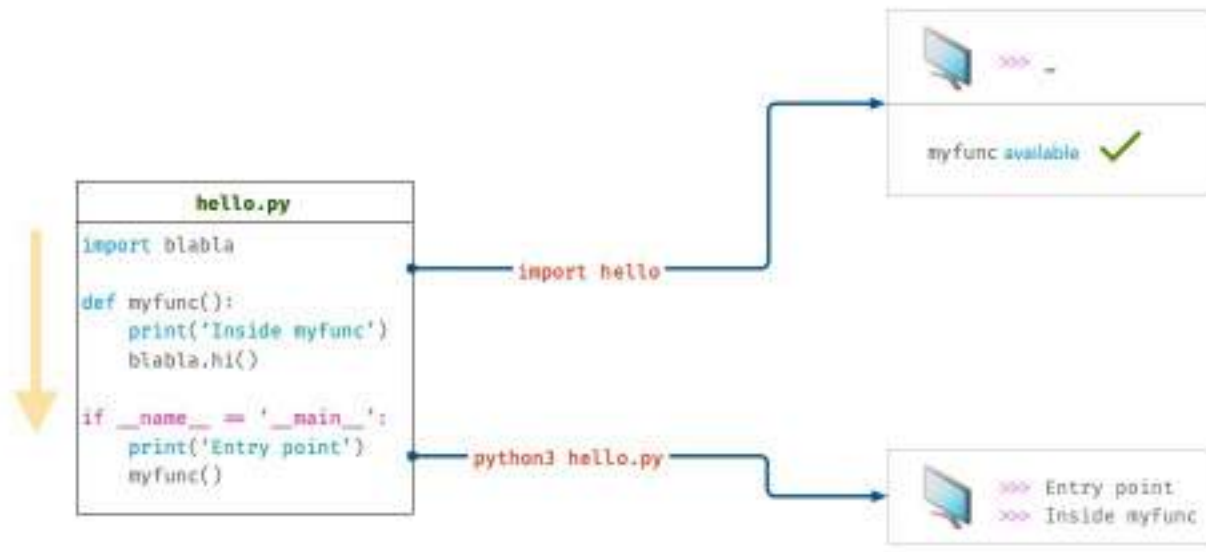 hello.py
import blabla
def myfunc():
print('Inside myfunc')
blabla.hi()
if __name__ == '__main__':
print('Entry point')
myfunc()
import hello
python3 hello.py
>>> _
myfunc available
>>> Entry point
>>> Inside myfunc